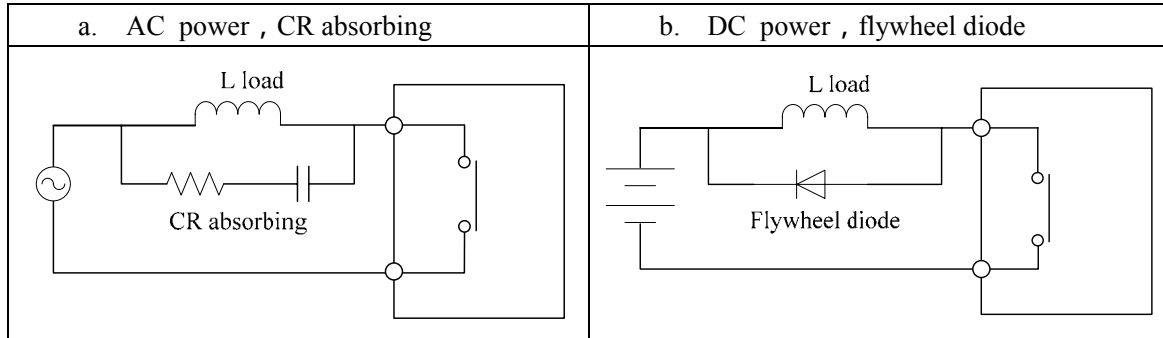 a. AC power , CR absorbing
b. DC power , flywheel diode
L load
CR absorbing
L load
Flywheel diode